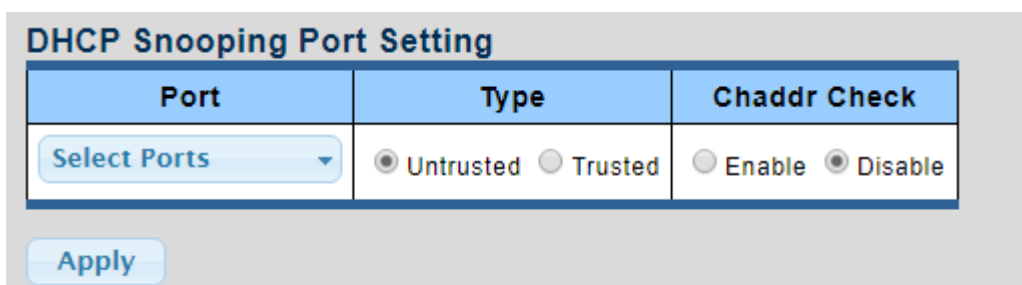 DHCP Snooping Port Setting
Port Type Chaddr Check
Select Ports Untrusted Trusted Enable Disable
Apply